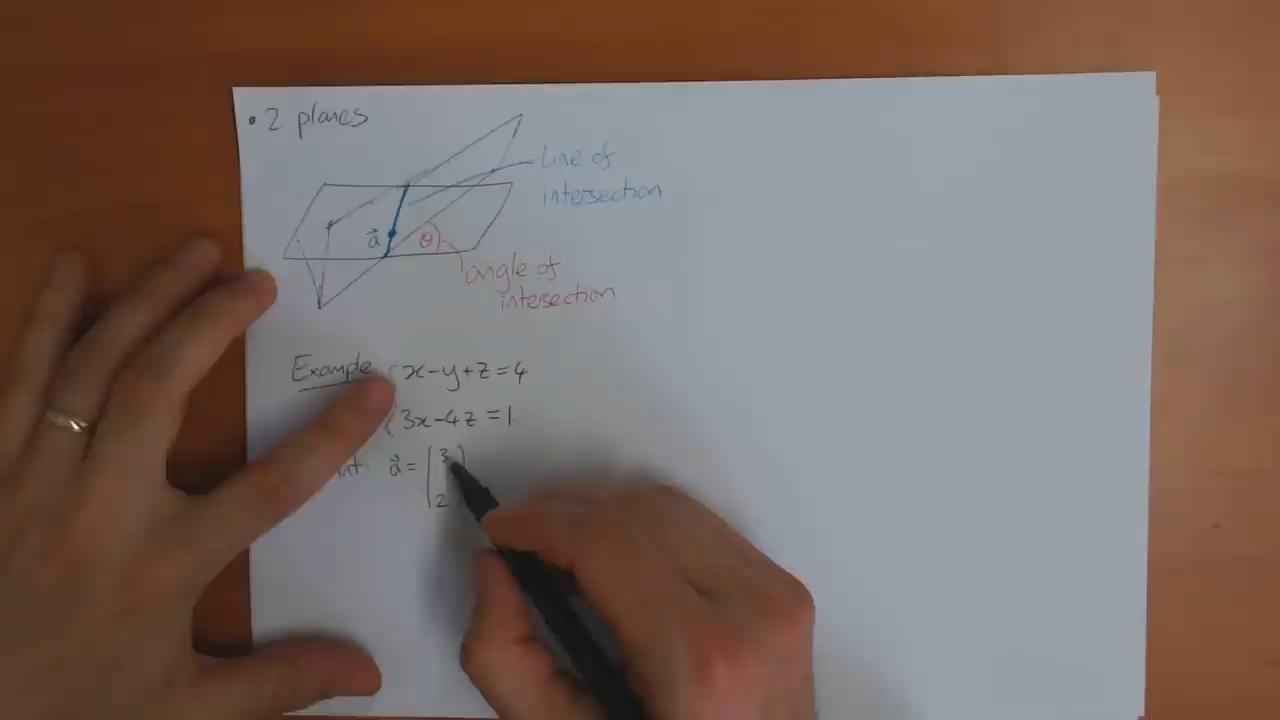 • 2 planes
line of
intersection
a⃗
θ
angle of
intersection
Example
x-y+z=4
3x-4z=1
a⃗ = (3
2)